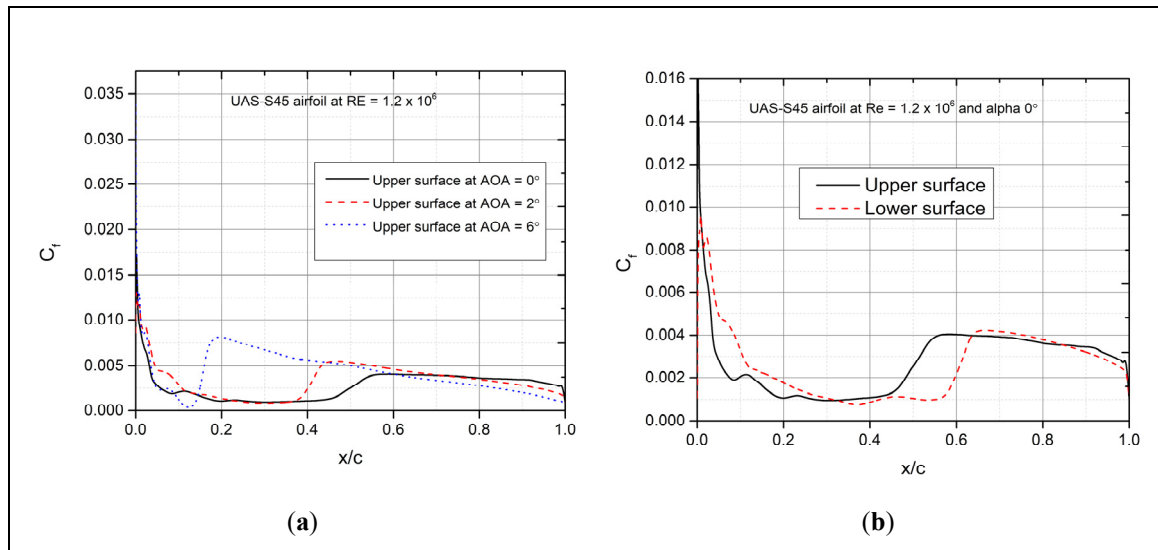 UAS-S45 airfoil at RE = 1.2 x 10⁶
0.035
0.030
0.025
0.020
0.015
0.010
0.005
0.000
Cf
Upper surface at AOA = 0°
Upper surface at AOA = 2°
Upper surface at AOA = 6°
0.0 0.2 0.4 0.6 0.8 1.0
x/c
(a)
UAS-S45 airfoil at Re = 1.2 x 10⁶ and alpha 0°
0.016
0.014
0.012
0.010
0.008
0.006
0.004
0.002
0.000
Cf
Upper surface
Lower surface
0.0 0.2 0.4 0.6 0.8 1.0
x/c
(b)